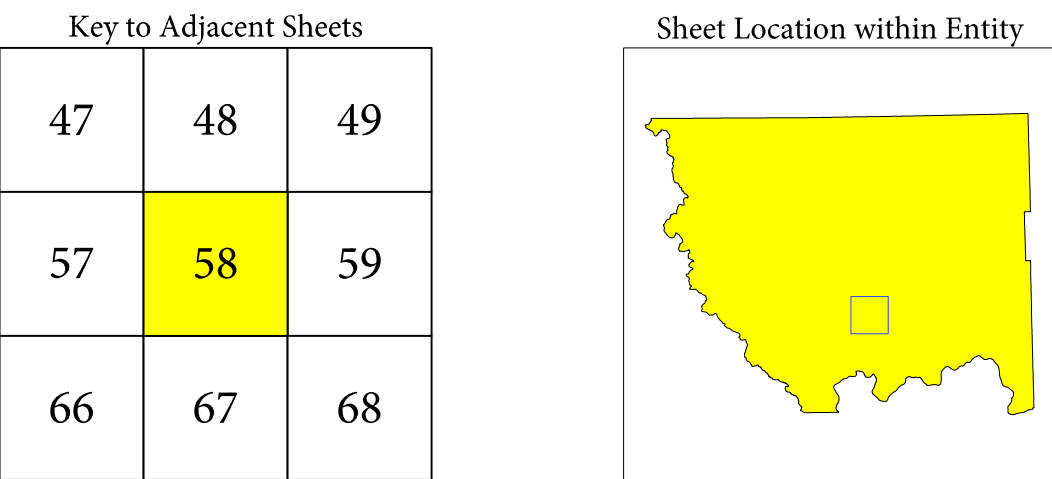 Key to Adjacent Sheets
47 48 49
57 58 59
66 67 68
Sheet Location within Entity